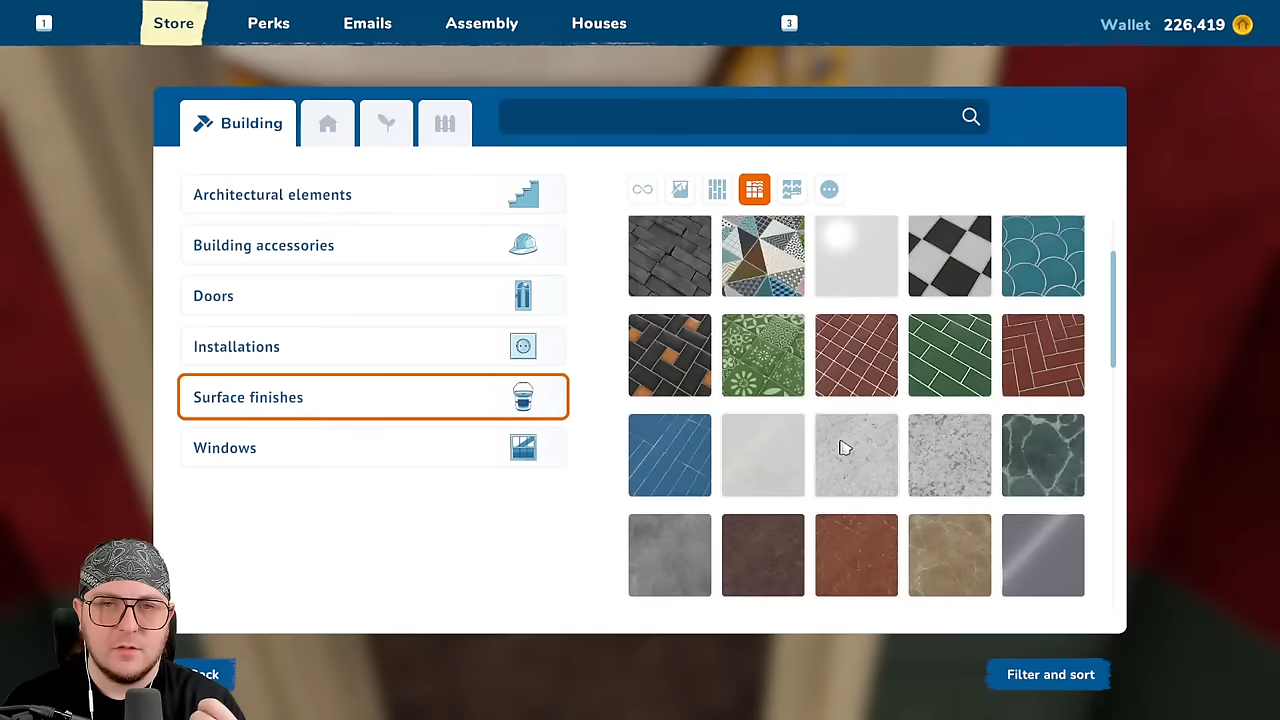 1 Store Perks Emails Assembly Houses 3 Wallet 226,419
Building
Architectural elements
Building accessories
Doors
Installations
Surface finishes
Windows
Filter and sort